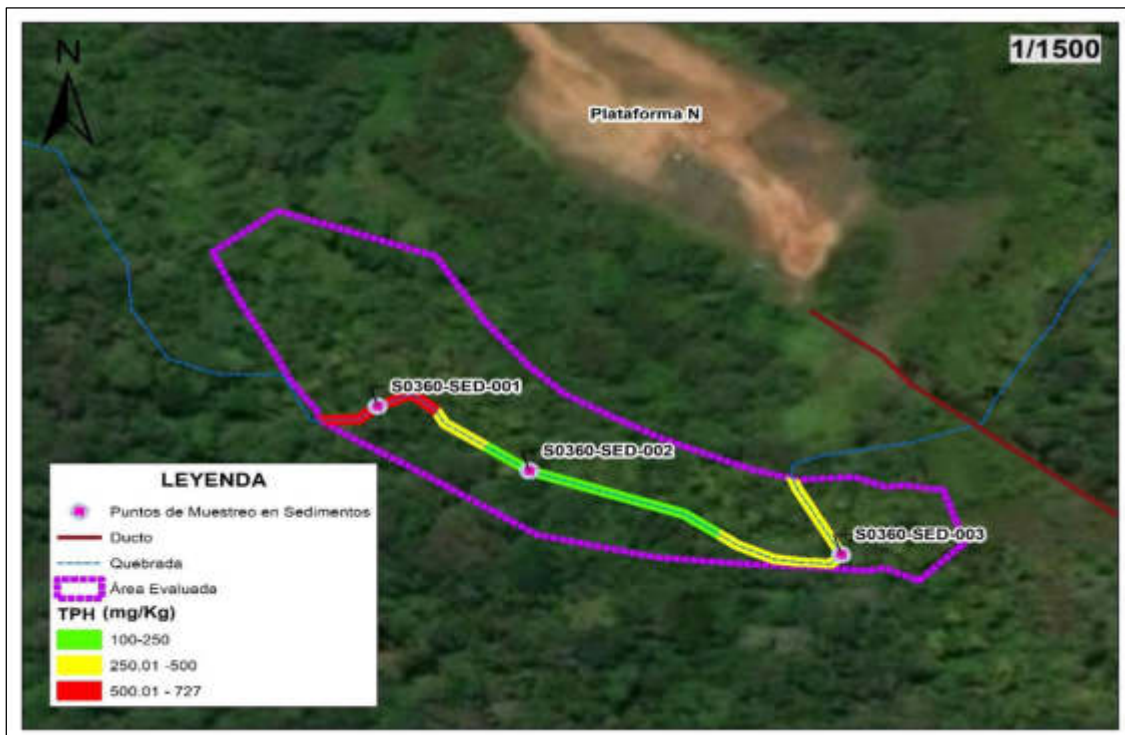 N
1/1500
Plataforma N
S0360-SED-001
S0360-SED-002
S0360-SED-003
LEYENDA
Puntos de Muestreo en Sedimentos
Ducto
Quebrada
Área Evaluada
TPH (mg/Kg)
100-250
250.01 -500
500.01 - 727